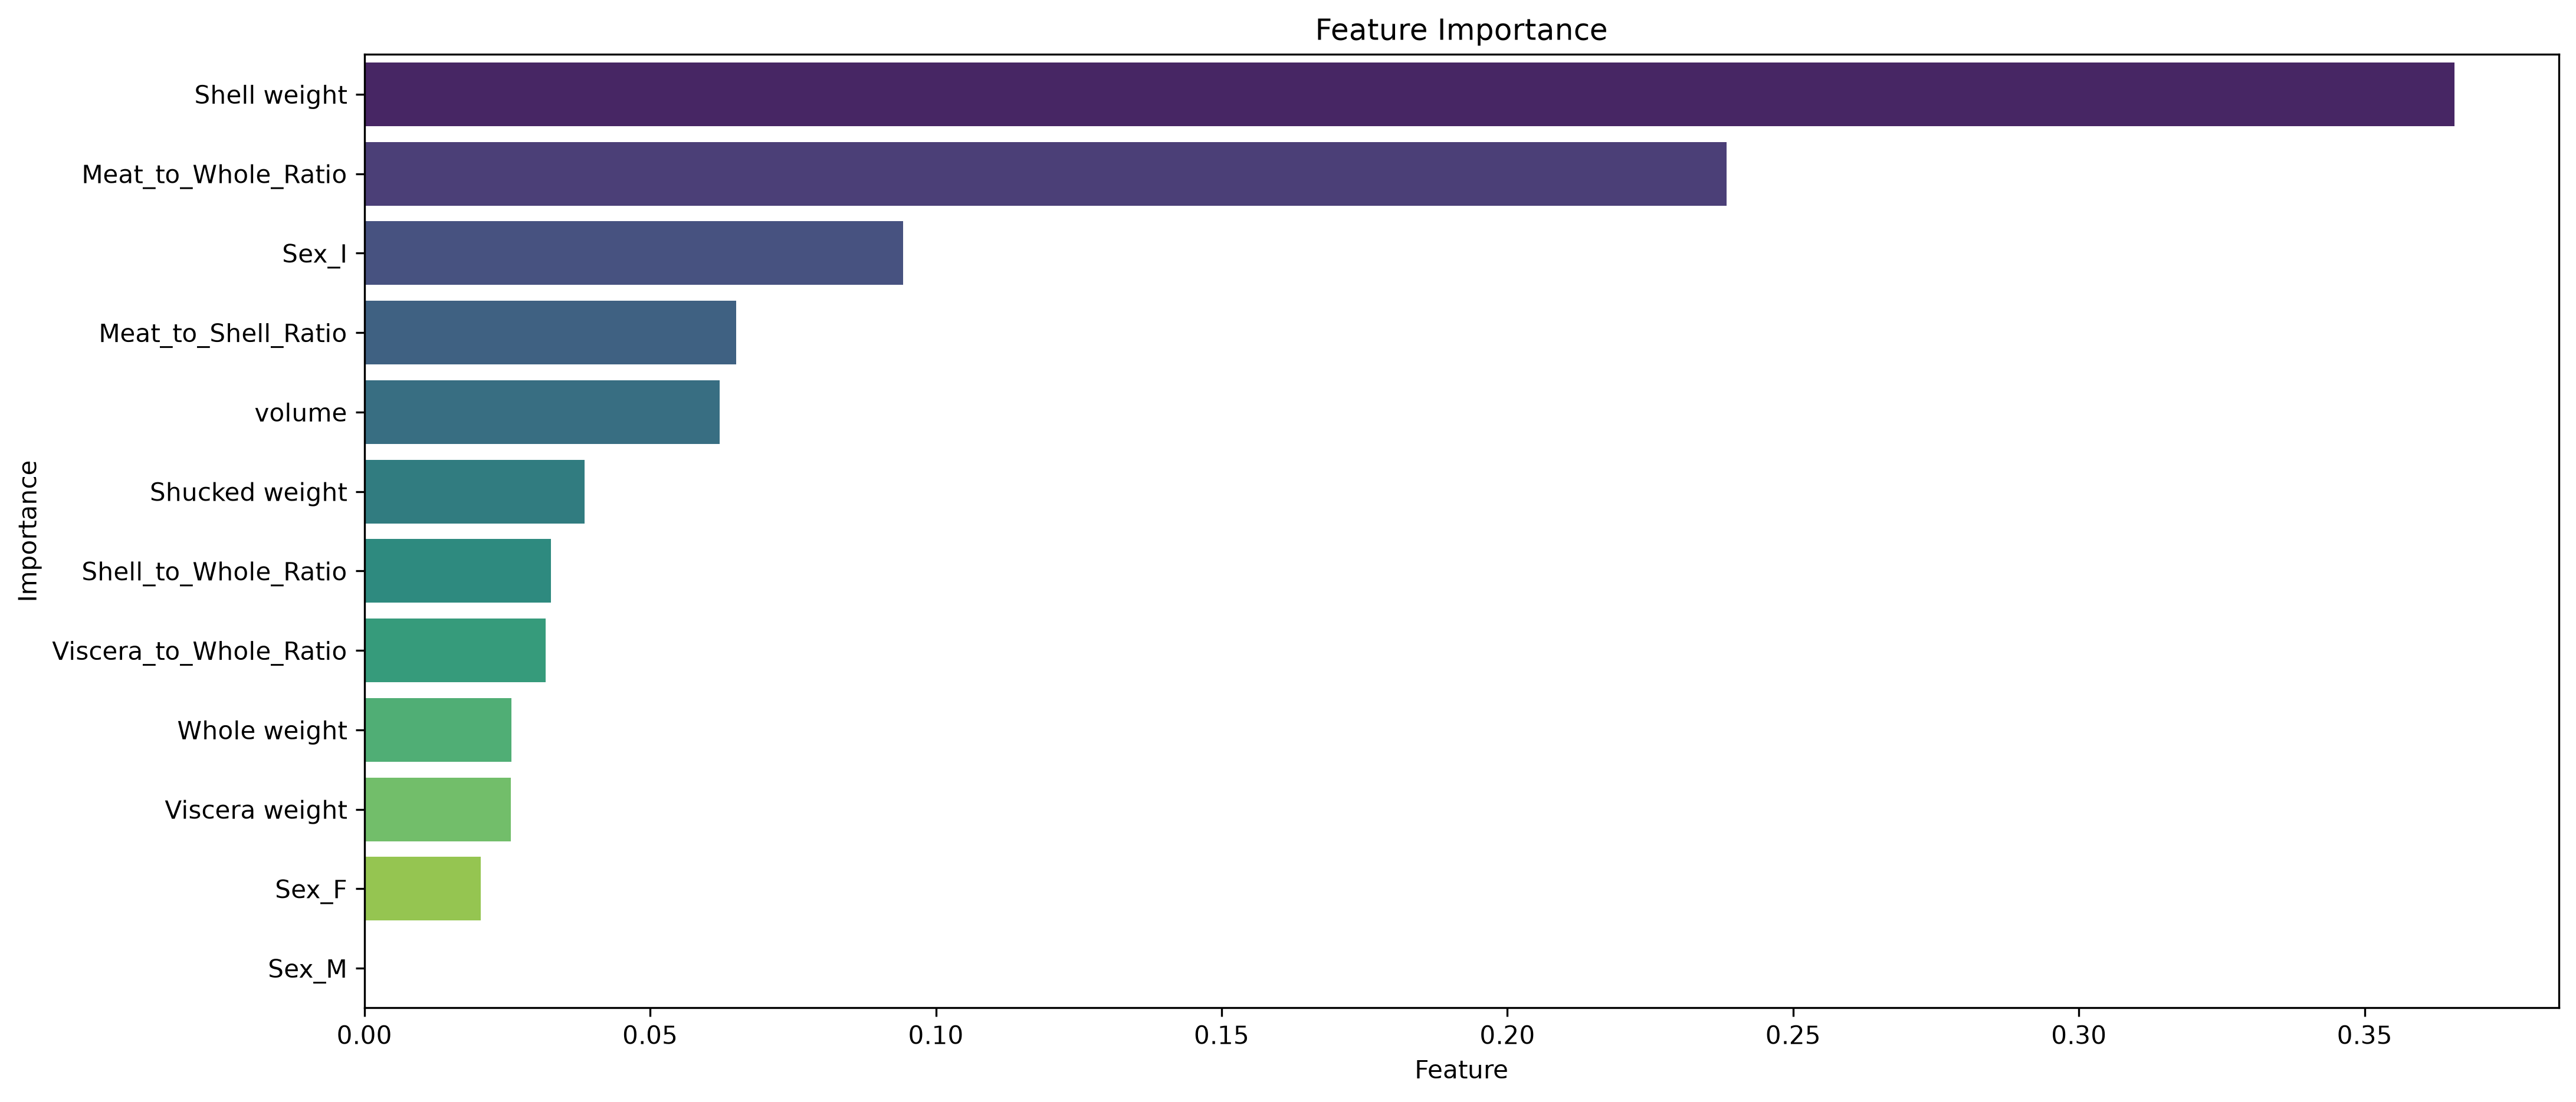 Feature Importance
Shell weight
Meat_to_Whole_Ratio
Sex_I
Meat_to_Shell_Ratio
volume
Shucked weight
Shell_to_Whole_Ratio
Viscera_to_Whole_Ratio
Whole weight
Viscera weight
Sex_F
Sex_M
Importance
0.00 0.05 0.10 0.15 0.20 0.25 0.30 0.35
Feature